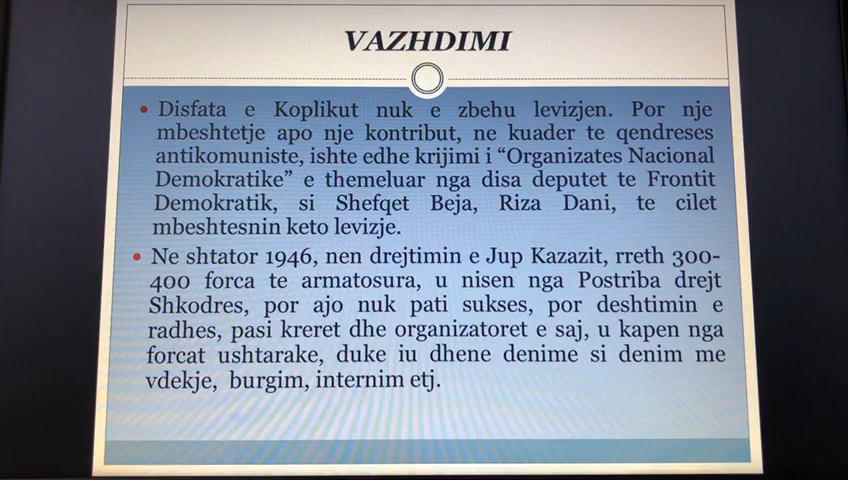 VAZHDIMI
Disfata e Koplikut nuk e zbehu levizjen. Por nje
mbeshtetje apo nje kontribut, ne kuader te qendreses
antikomuniste, ishte edhe krijimi i “Organizates Nacional
Demokratike” e themeluar nga disa deputet te Frontit
Demokratik, si Shefqet Beja, Riza Dani, te cilet
mbeshtesnin keto levizje.
Ne shtator 1946, nen drejtimin e Jup Kazazit, rreth 300-
400 forca te armatosura, u nisen nga Postriba drejt
Shkodres, por ajo nuk pati sukses, por deshtimin e
radhes, pasi kreret dhe organizatoret e saj, u kapen nga
forcat ushtarake, duke iu dhene denime si denim me
vdekje, burgim, internim etj.